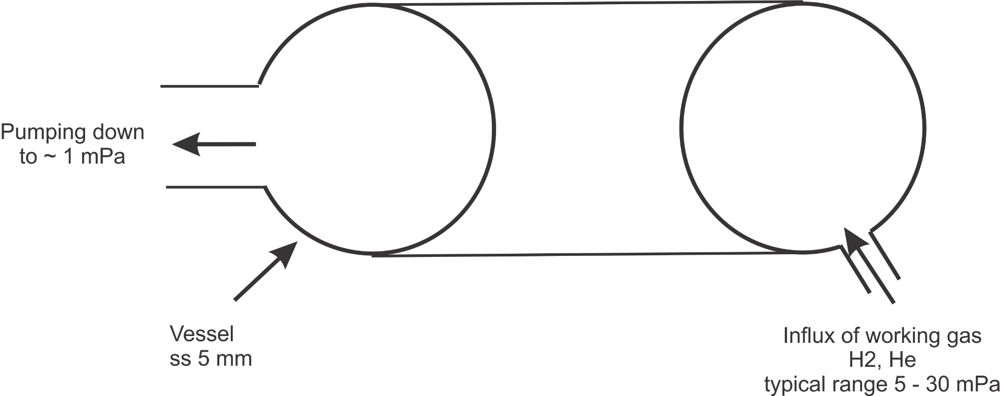 Pumping down
to ~ 1 mPa
Vessel
ss 5 mm
Influx of working gas
H2, He
typical range 5 - 30 mPa